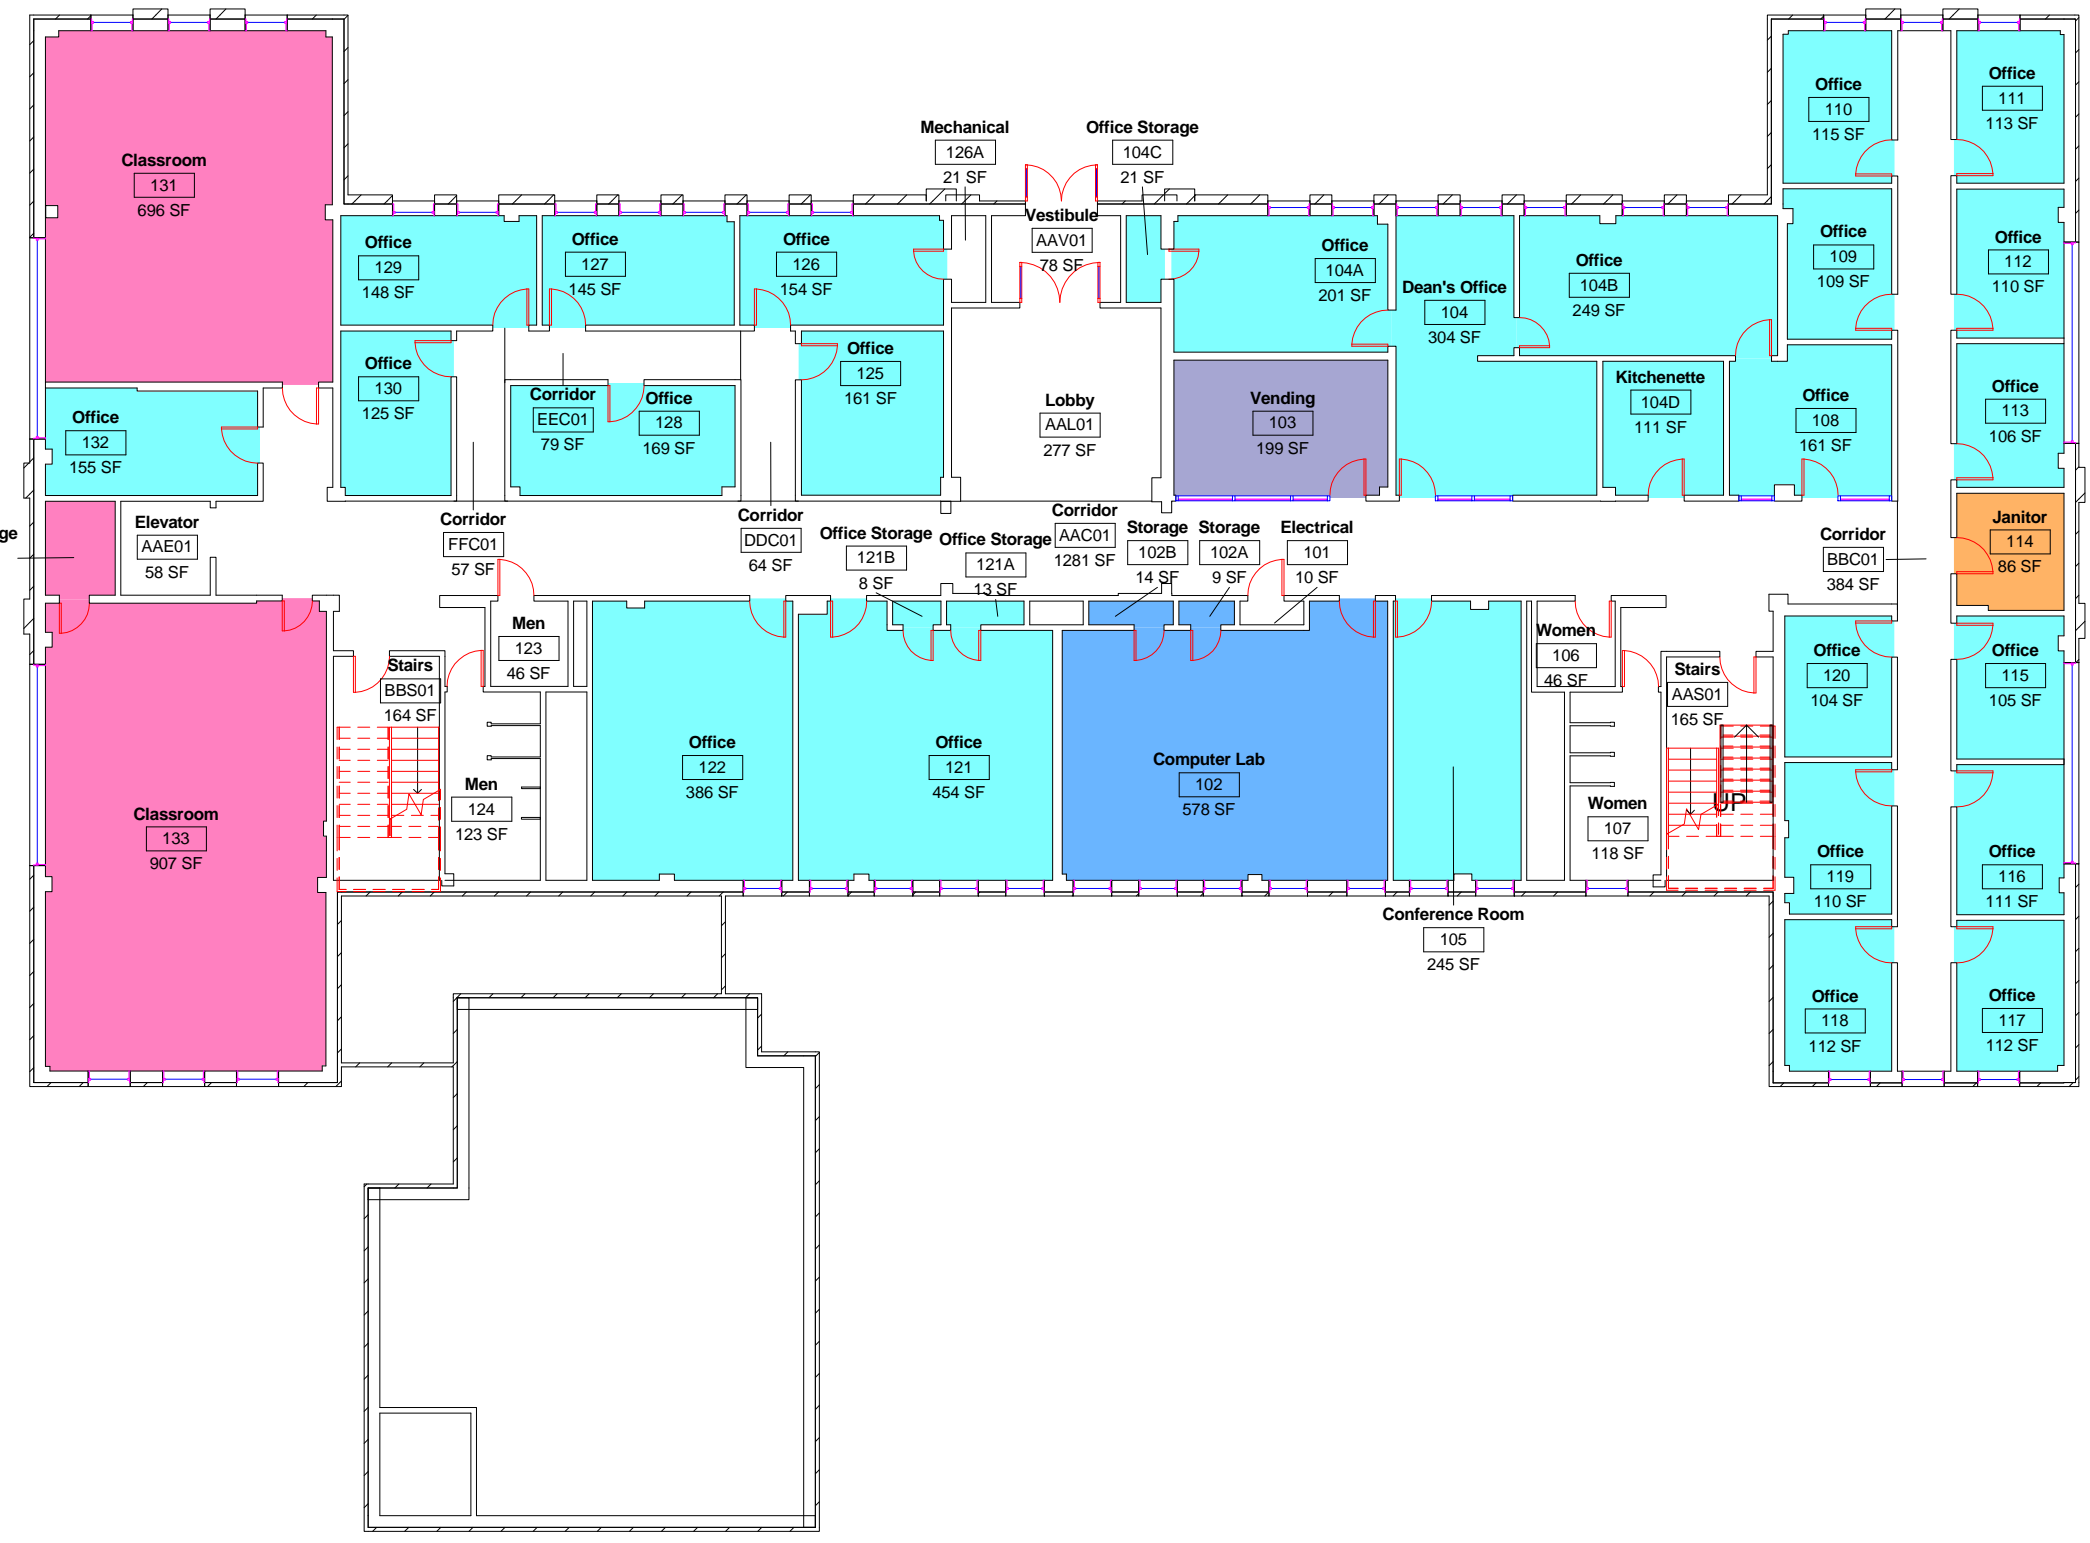 Classroom
131
696 SF
Mechanical
126A
21 SF
Office Storage
104C
21 SF
Office
110
115 SF
Office
111
113 SF
Office
129
148 SF
Office
127
145 SF
Office
126
154 SF
Vestibule
AAV01
78 SF
Office
104A
201 SF
Dean's Office
104
304 SF
Office
104B
249 SF
Office
109
109 SF
Office
112
110 SF
Office
132
155 SF
Office
130
125 SF
Corridor
EEC01
79 SF
Office
128
169 SF
Office
125
161 SF
Lobby
AAL01
277 SF
Vending
103
199 SF
Kitchenette
104D
111 SF
Office
108
161 SF
Office
113
106 SF
ge
Elevator
AAE01
58 SF
Corridor
FFC01
57 SF
Corridor
DDC01
64 SF
Office Storage
121B
8 SF
Office Storage
121A
13 SF
Corridor
AAC01
1281 SF
Storage
102B
14 SF
Storage
102A
9 SF
Electrical
101
10 SF
Corridor
BBC01
384 SF
Janitor
114
86 SF
Stairs
BBS01
164 SF
Men
123
46 SF
Women
106
46 SF
Stairs
AAS01
165 SF
UP
Office
120
104 SF
Office
115
105 SF
Classroom
133
907 SF
Men
124
123 SF
Office
122
386 SF
Office
121
454 SF
Computer Lab
102
578 SF
Women
107
118 SF
Office
119
110 SF
Office
116
111 SF
Conference Room
105
245 SF
Office
118
112 SF
Office
117
112 SF